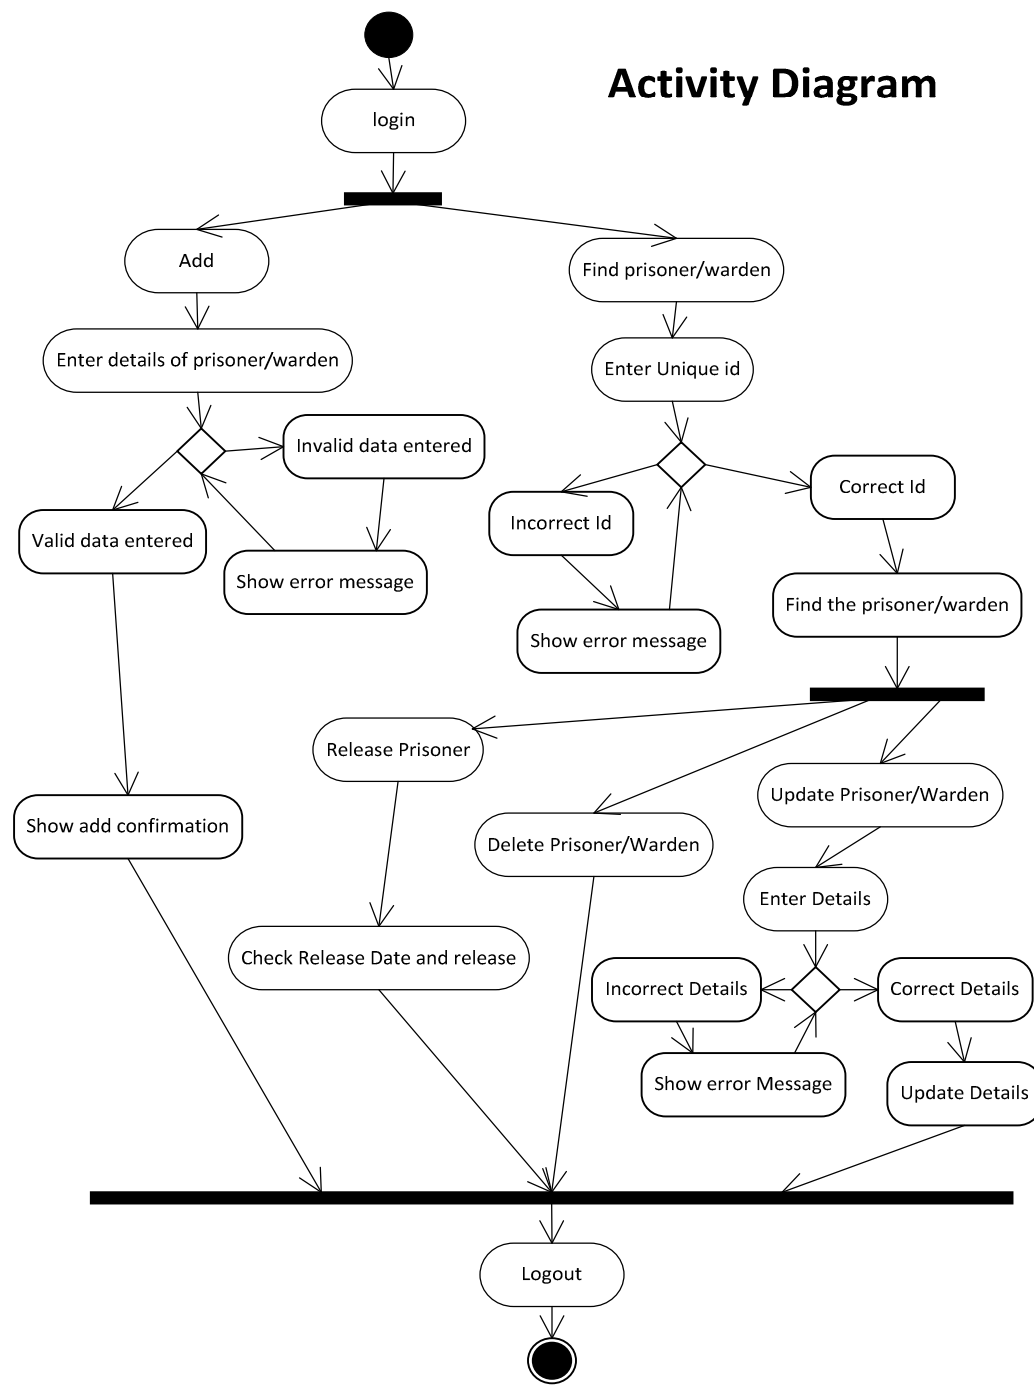 Activity Diagram
login
Add
Find prisoner/warden
Enter details of prisoner/warden
Enter Unique id
Invalid data entered
Correct Id
Incorrect Id
Valid data entered
Show error message
Find the prisoner/warden
Show error message
Release Prisoner
Update Prisoner/Warden
Show add confirmation
Delete Prisoner/Warden
Enter Details
Check Release Date and release
Incorrect Details
Correct Details
Show error Message
Update Details
Logout